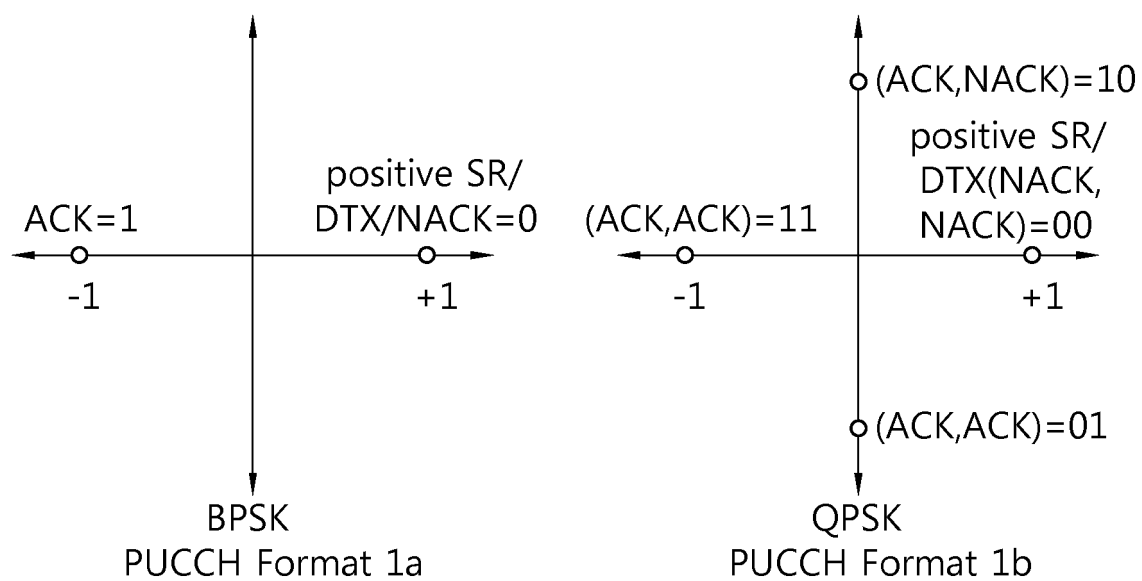 ACK=1
positive SR/
DTX/NACK=0
-1
+1
BPSK
PUCCH Format 1a
(ACK,NACK)=10
positive SR/
DTX(NACK,
NACK)=00
(ACK,ACK)=11
-1
+1
(ACK,ACK)=01
QPSK
PUCCH Format 1b